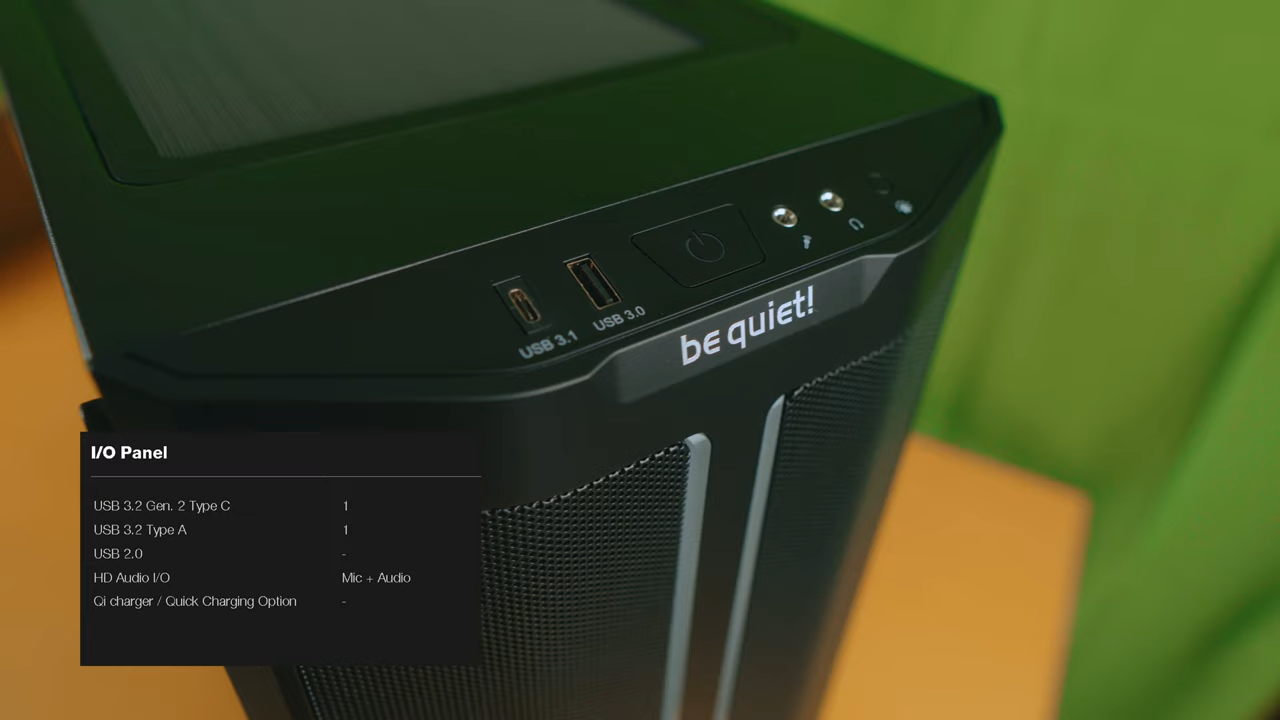 USB 3.1
USB 3.0
be quiet!
I/O Panel
USB 3.2 Gen. 2 Type C 1
USB 3.2 Type A 1
USB 2.0 -
HD Audio I/O Mic + Audio
Qi charger / Quick Charging Option -